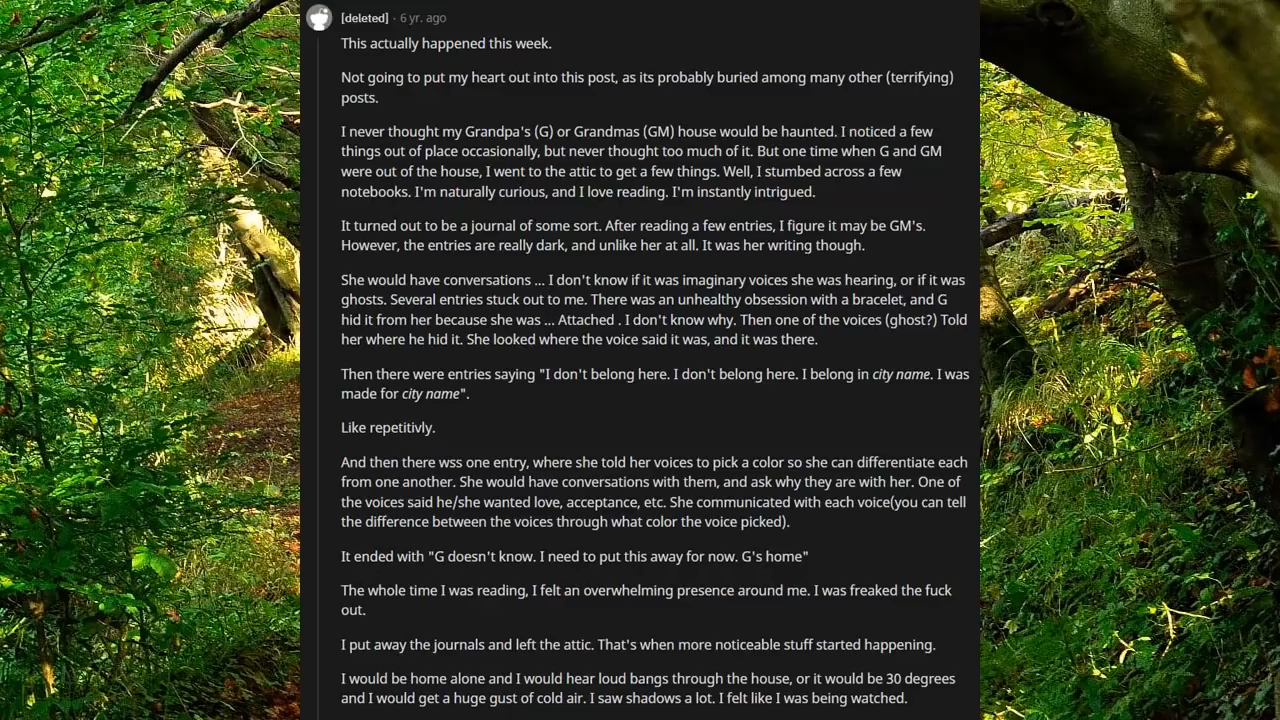 [deleted] · 6 yr. ago
This actually happened this week.
Not going to put my heart out into this post, as its probably buried among many other (terrifying)
posts.
I never thought my Grandpa's (G) or Grandmas (GM) house would be haunted. I noticed a few
things out of place occasionally, but never thought too much of it. But one time when G and GM
were out of the house, I went to the attic to get a few things. Well, I stumbed across a few
notebooks. I'm naturally curious, and I love reading. I'm instantly intrigued.
It turned out to be a journal of some sort. After reading a few entries, I figure it may be GM's.
However, the entries are really dark, and unlike her at all. It was her writing though.
She would have conversations ... I don't know if it was imaginary voices she was hearing, or if it was
ghosts. Several entries stuck out to me. There was an unhealthy obsession with a bracelet, and G
hid it from her because she was ... Attached . I don't know why. Then one of the voices (ghost?) Told
her where he hid it. She looked where the voice said it was, and it was there.
Then there were entries saying "I don't belong here. I don't belong here. I belong in city name. I was
made for city name".
Like repetitivly.
And then there wss one entry, where she told her voices to pick a color so she can differentiate each
from one another. She would have conversations with them, and ask why they are with her. One of
the voices said he/she wanted love, acceptance, etc. She communicated with each voice(you can tell
the difference between the voices through what color the voice picked).
It ended with "G doesn't know. I need to put this away for now. G's home"
The whole time I was reading, I felt an overwhelming presence around me. I was freaked the fuck
out.
I put away the journals and left the attic. That's when more noticeable stuff started happening.
I would be home alone and I would hear loud bangs through the house, or it would be 30 degrees
and I would get a huge gust of cold air. I saw shadows a lot. I felt like I was being watched.